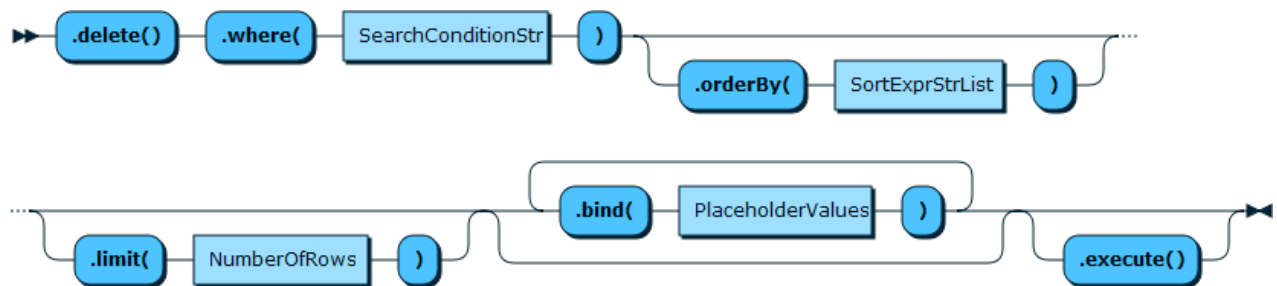 .delete() .where( SearchConditionStr )
.orderBy( SortExprStrList )
.bind( PlaceholderValues )
.limit( NumberOfRows )
.execute()